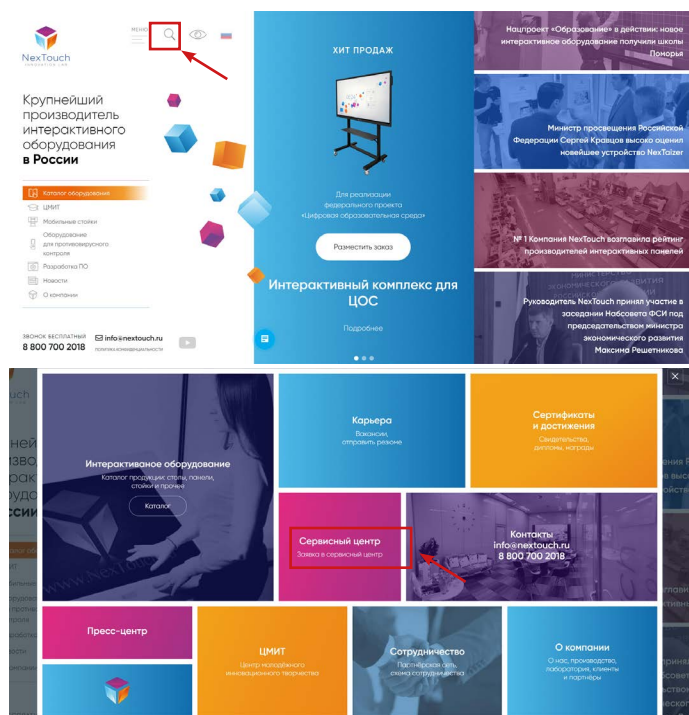 МЕНЮ
NexTouch
INNOVATION LAB
Крупнейший
производитель
интерактивного
оборудования
в России
Каталог оборудования
ЦМИТ
Мобильные стойки
Оборудование
для противовирусного
контроля
Разработка ПО
Новости
О компании
ЗВОНОК БЕСПЛАТНЫЙ
8 800 700 2018
info@nextouch.ru
ПОЛИТИКА КОНФИДЕНЦИАЛЬНОСТИ
ХИТ ПРОДАЖ
Для реализации
федерального проекта
«Цифровая образовательная среда»
Разместить заказ
Интерактивный комплекс для
ЦОС
Подробнее
Нацпроект «Образование» в действии: новое
интерактивное оборудование получили школы
Поморья
Министр просвещения Российской
Федерации Сергей Кравцов высоко оценил
новейшее устройство NexTaizer
№ 1 Компания NexTouch возглавила рейтинг
производителей интерактивных панелей
Руководитель NexTouch принял участие в
заседании Набсовета ФСИ под
председательством министра
экономического развития
Максима Решетникова
Интерактиваное оборудование
Каталог продукции: столы, панели,
стойки и прочее
Каталог
Карьера
Вакансии,
отправить резюме
Сертификаты
и достижения
Свидетельства,
дипломы, награды
Сервисный центр
Заявка в сервисный центр
Контакты
info@nextouch.ru
8 800 700 2018
Пресс-центр
ЦМИТ
Центр молодёжного
инновационного творчества
Сотрудничество
Партнёрская сеть,
схема сотрудничества
О компании
О нас, производство,
лаборатория, клиенты
и партнёры